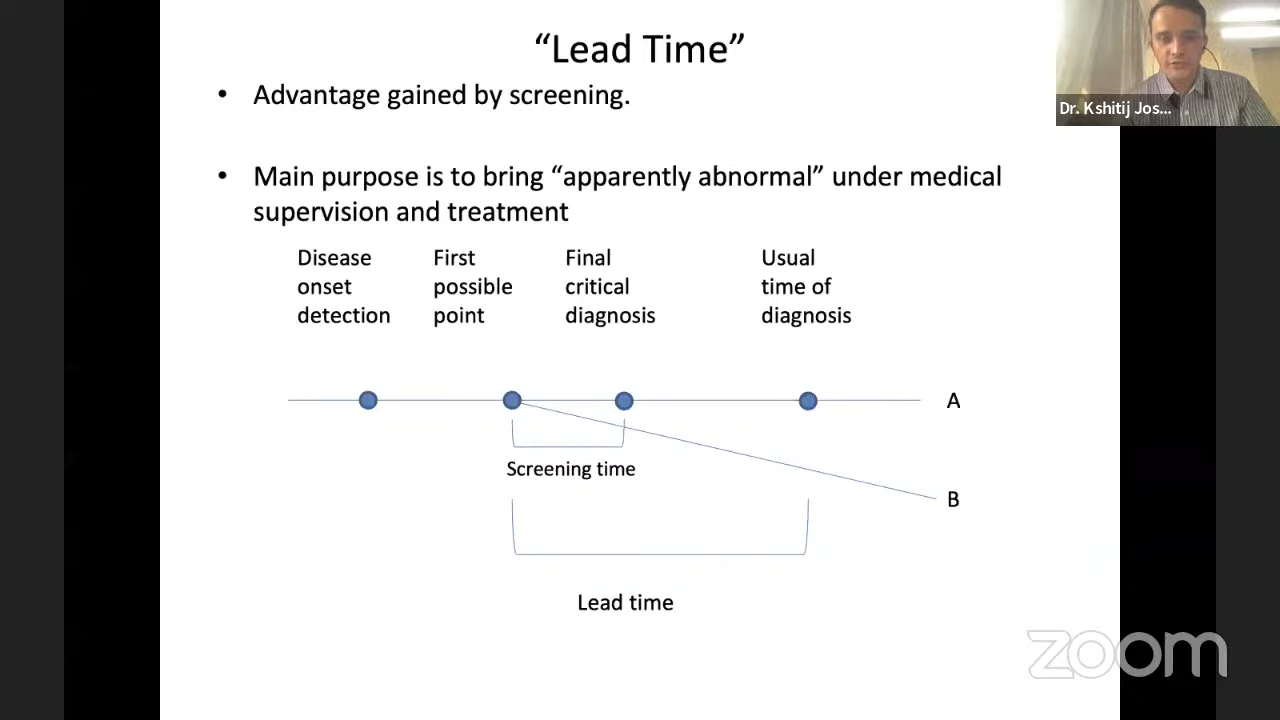 “Lead Time”
• Advantage gained by screening.
• Main purpose is to bring “apparently abnormal” under medical
supervision and treatment
Disease
onset
detection
First
possible
point
Final
critical
diagnosis
Usual
time of
diagnosis
A
Screening time
B
Lead time
Dr. Kshitij Jos...
zoom